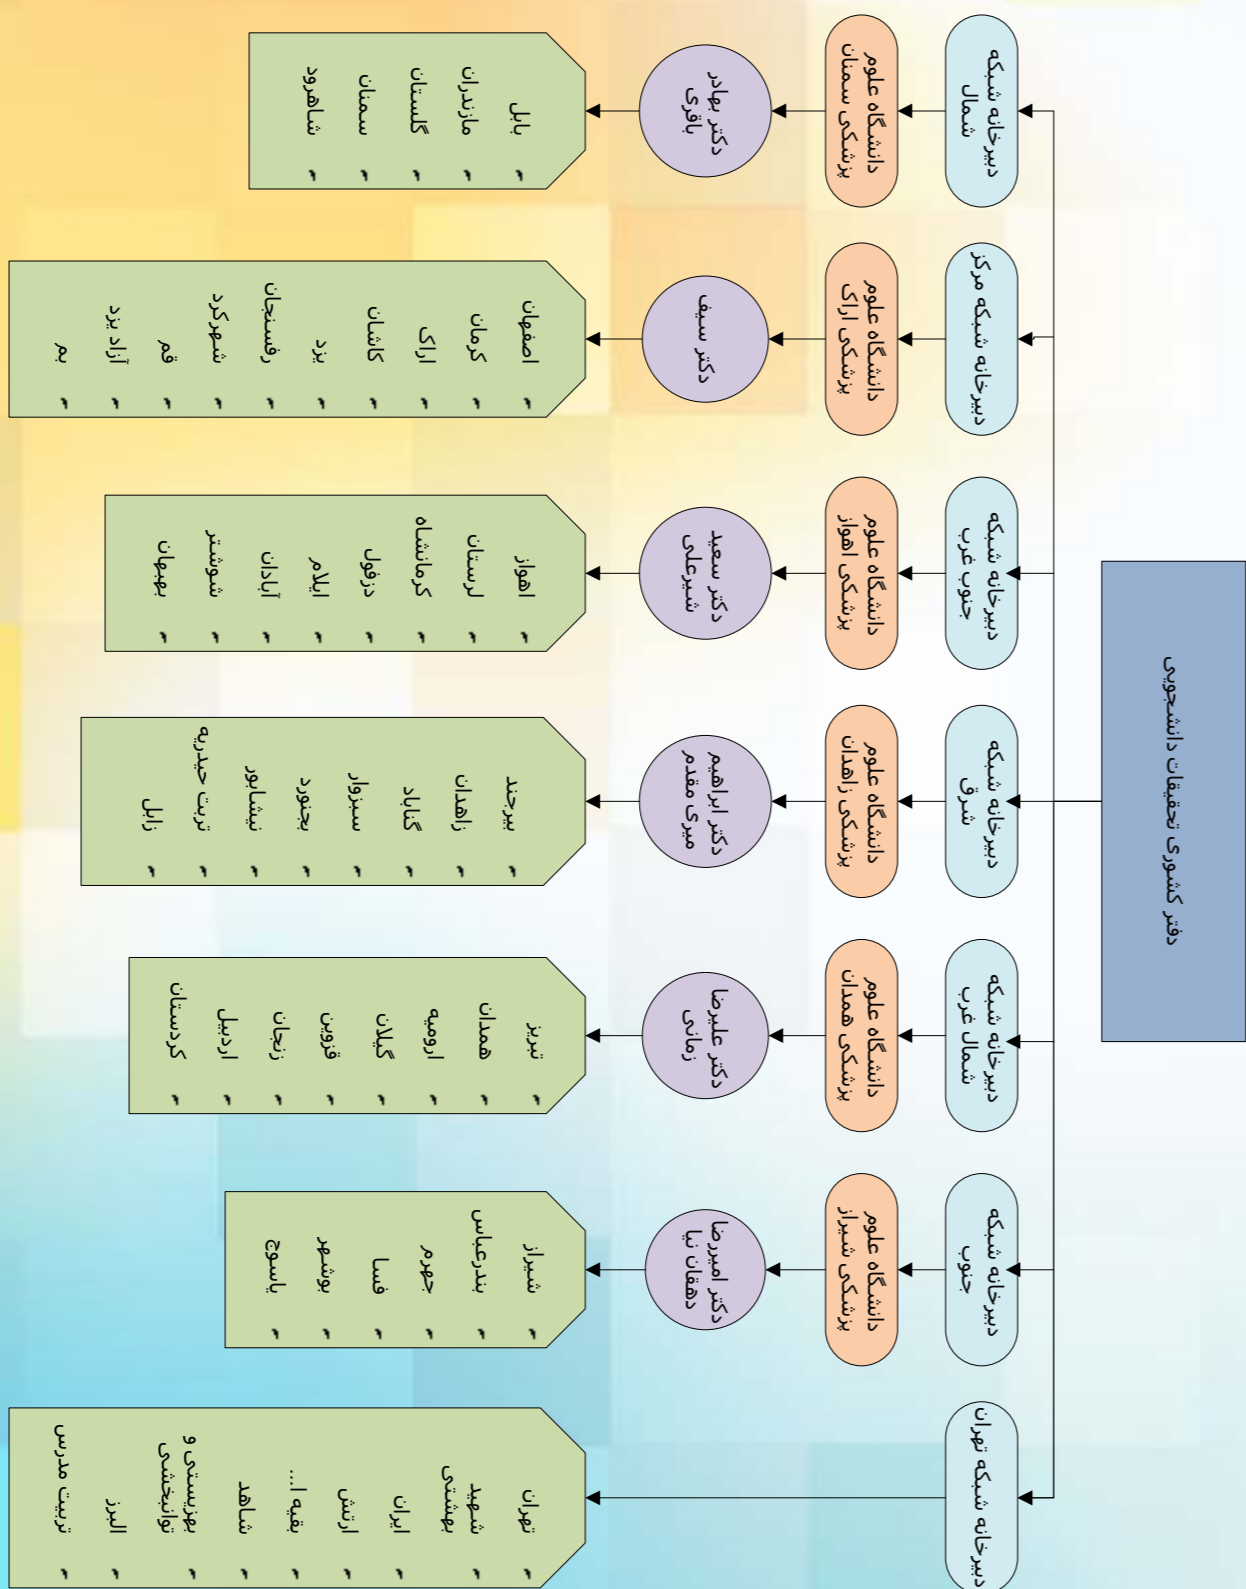 دفتر کشوری تحقیقات دانشجویی
دبیرخانه شبکه تهران
تهران
شهید
بهشتی
ایران
ارتش
بقیه ا...
شاهد
بهزیستی و
توانبخشی
البرز
تربیت مدرس
دبیرخانه شبکه
جنوب
دانشگاه علوم
پزشکی شیراز
دکتر امیررضا
دهقان نیا
شیراز
بندرعباس
جهرم
فسا
بوشهر
یاسوج
دبیرخانه شبکه
شمال غرب
دانشگاه علوم
پزشکی همدان
دکتر علیرضا
زمانی
تبریز
همدان
ارومیه
گیلان
قزوین
زنجان
اردبیل
کردستان
دبیرخانه شبکه
شرق
دانشگاه علوم
پزشکی زاهدان
دکتر ابراهیم
میری مقدم
بیرجند
زاهدان
گناباد
سبزوار
بجنورد
نیشابور
تربت حیدریه
زابل
دبیرخانه شبکه
جنوب غرب
دانشگاه علوم
پزشکی اهواز
دکتر سعید
شیرعلی
اهواز
لرستان
کرمانشاه
دزفول
ایلام
آبادان
شوشتر
بهبهان
دبیرخانه شبکه مرکز
دانشگاه علوم
پزشکی اراک
دکتر سیف
اصفهان
کرمان
اراک
کاشان
یزد
رفسنجان
شهرکرد
قم
آزاد یزد
بم
دبیرخانه شبکه
شمال
دانشگاه علوم
پزشکی سمنان
دکتر بهادر
باقری
بابل
مازندران
گلستان
سمنان
شاهرود